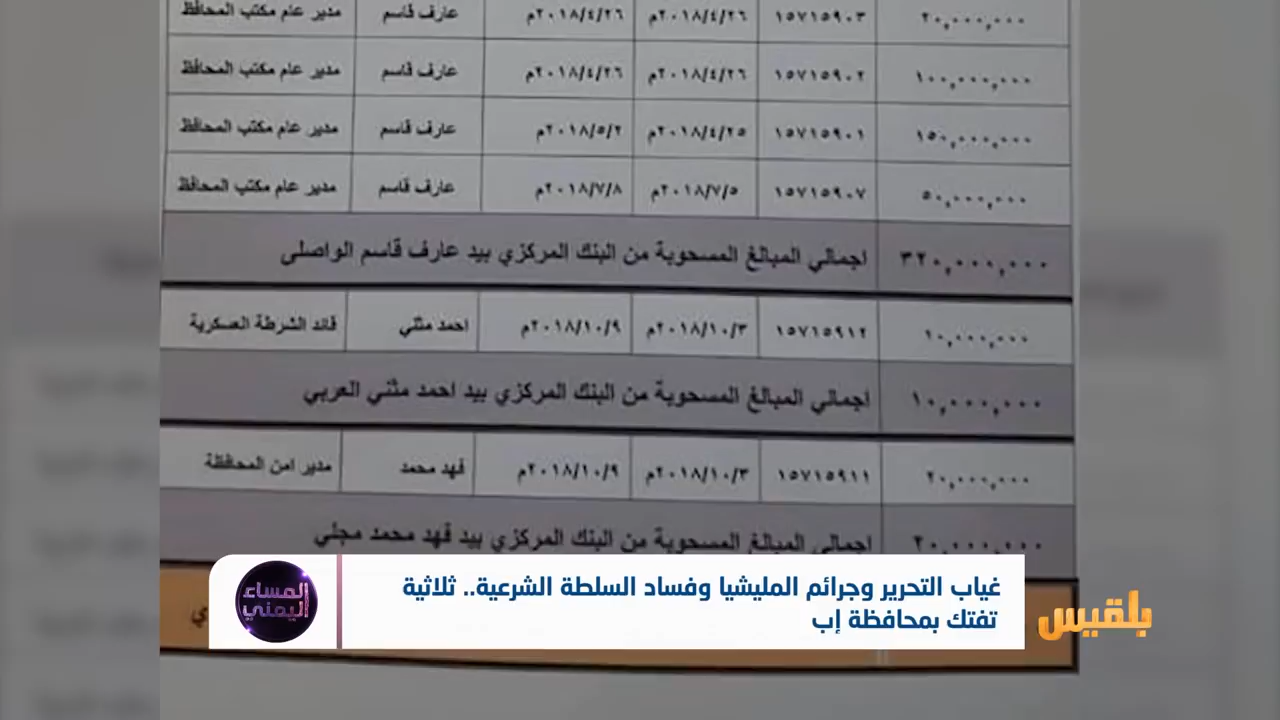 ٢٠,٠٠٠,٠٠٠ ١٥٧١٥٩٠٣ ٢٠١٨/٤/٢٦م ٢٠١٨/٤/٢٦م عارف قاسم مدير عام مكتب المحافظ
١٠٠,٠٠٠,٠٠٠ ١٥٧١٥٩٠٢ ٢٠١٨/٤/٢٦م ٢٠١٨/٤/٢٦م عارف قاسم مدير عام مكتب المحافظ
١٥٠,٠٠٠,٠٠٠ ١٥٧١٥٩٠١ ٢٠١٨/٤/٢٥م ٢٠١٨/٥/٢م عارف قاسم مدير عام مكتب المحافظ
٥٠,٠٠٠,٠٠٠ ١٥٧١٥٩٠٧ ٢٠١٨/٧/٥م ٢٠١٨/٧/٨م عارف قاسم مدير عام مكتب المحافظ
٣٢٠,٠٠٠,٠٠٠ اجمالي المبالغ المسحوبة من البنك المركزي بيد عارف قاسم الواصلي
١٠,٠٠٠,٠٠٠ ١٥٧١٥٩١٢ ٢٠١٨/١٠/٣م ٢٠١٨/١٠/٩م احمد مثني قائد الشرطة العسكرية
١٠,٠٠٠,٠٠٠ اجمالي المبالغ المسحوبة من البنك المركزي بيد احمد مثني العربي
٢٠,٠٠٠,٠٠٠ ١٥٧١٥٩١١ ٢٠١٨/١٠/٣م ٢٠١٨/١٠/٩م فهد محمد مدير امن المحافظة
٢٠,٠٠٠,٠٠٠ اجمالي المبالغ المسحوبة من البنك المركزي بيد فهد محمد مجلي
غياب التحرير وجرائم المليشيا وفساد السلطة الشرعية.. ثلاثية
تفتك بمحافظة إب
المساء
اليمني
بلقيس